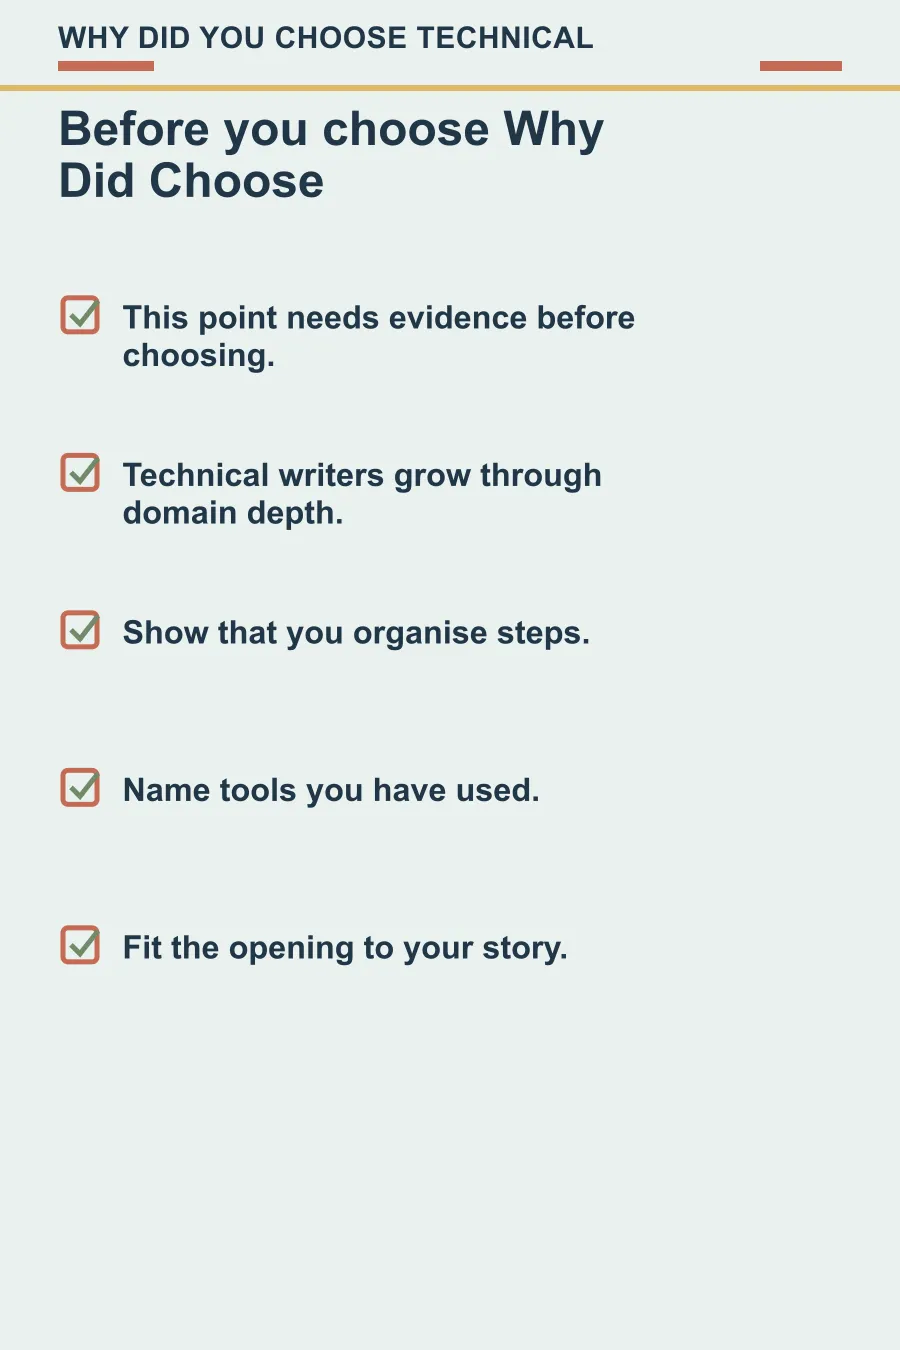 WHY DID YOU CHOOSE TECHNICAL
Before you choose Why
Did Choose
This point needs evidence before
choosing.
Technical writers grow through
domain depth.
Show that you organise steps.
Name tools you have used.
Fit the opening to your story.